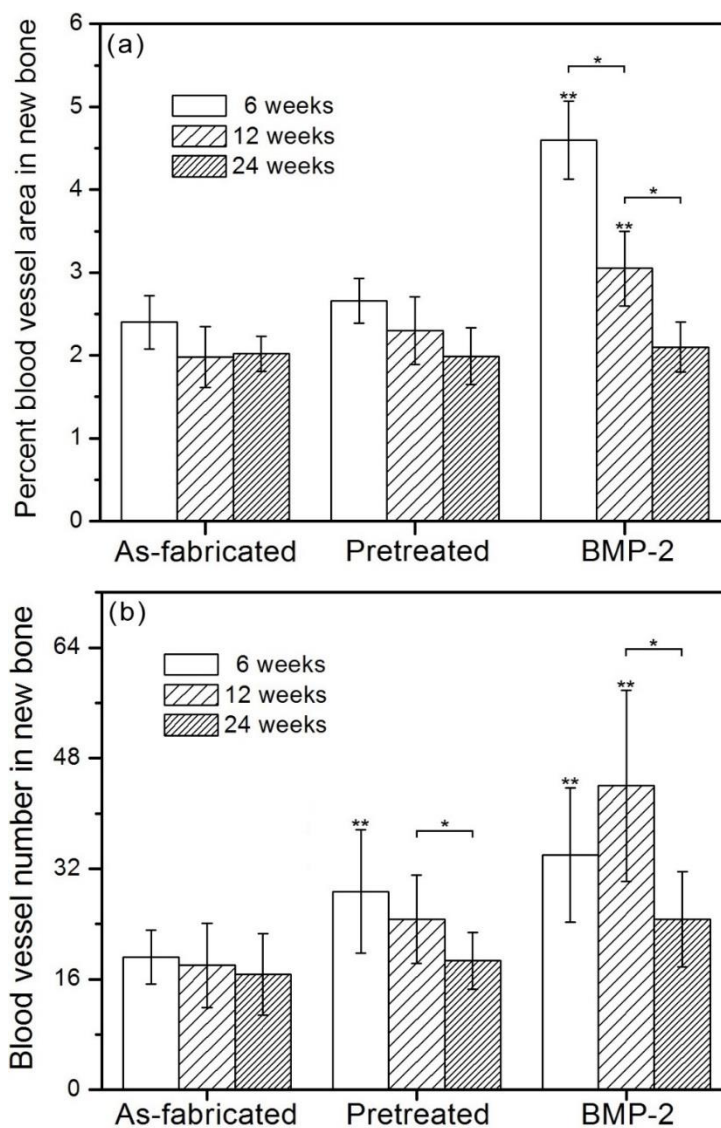 (a)
Percent blood vessel area in new bone
6
5
4
3
2
1
0
6 weeks
12 weeks
24 weeks
*
**
*
**
As-fabricated
Pretreated
BMP-2
(b)
Blood vessel number in new bone
64
48
32
16
0
6 weeks
12 weeks
24 weeks
*
**
**
**
*
As-fabricated
Pretreated
BMP-2